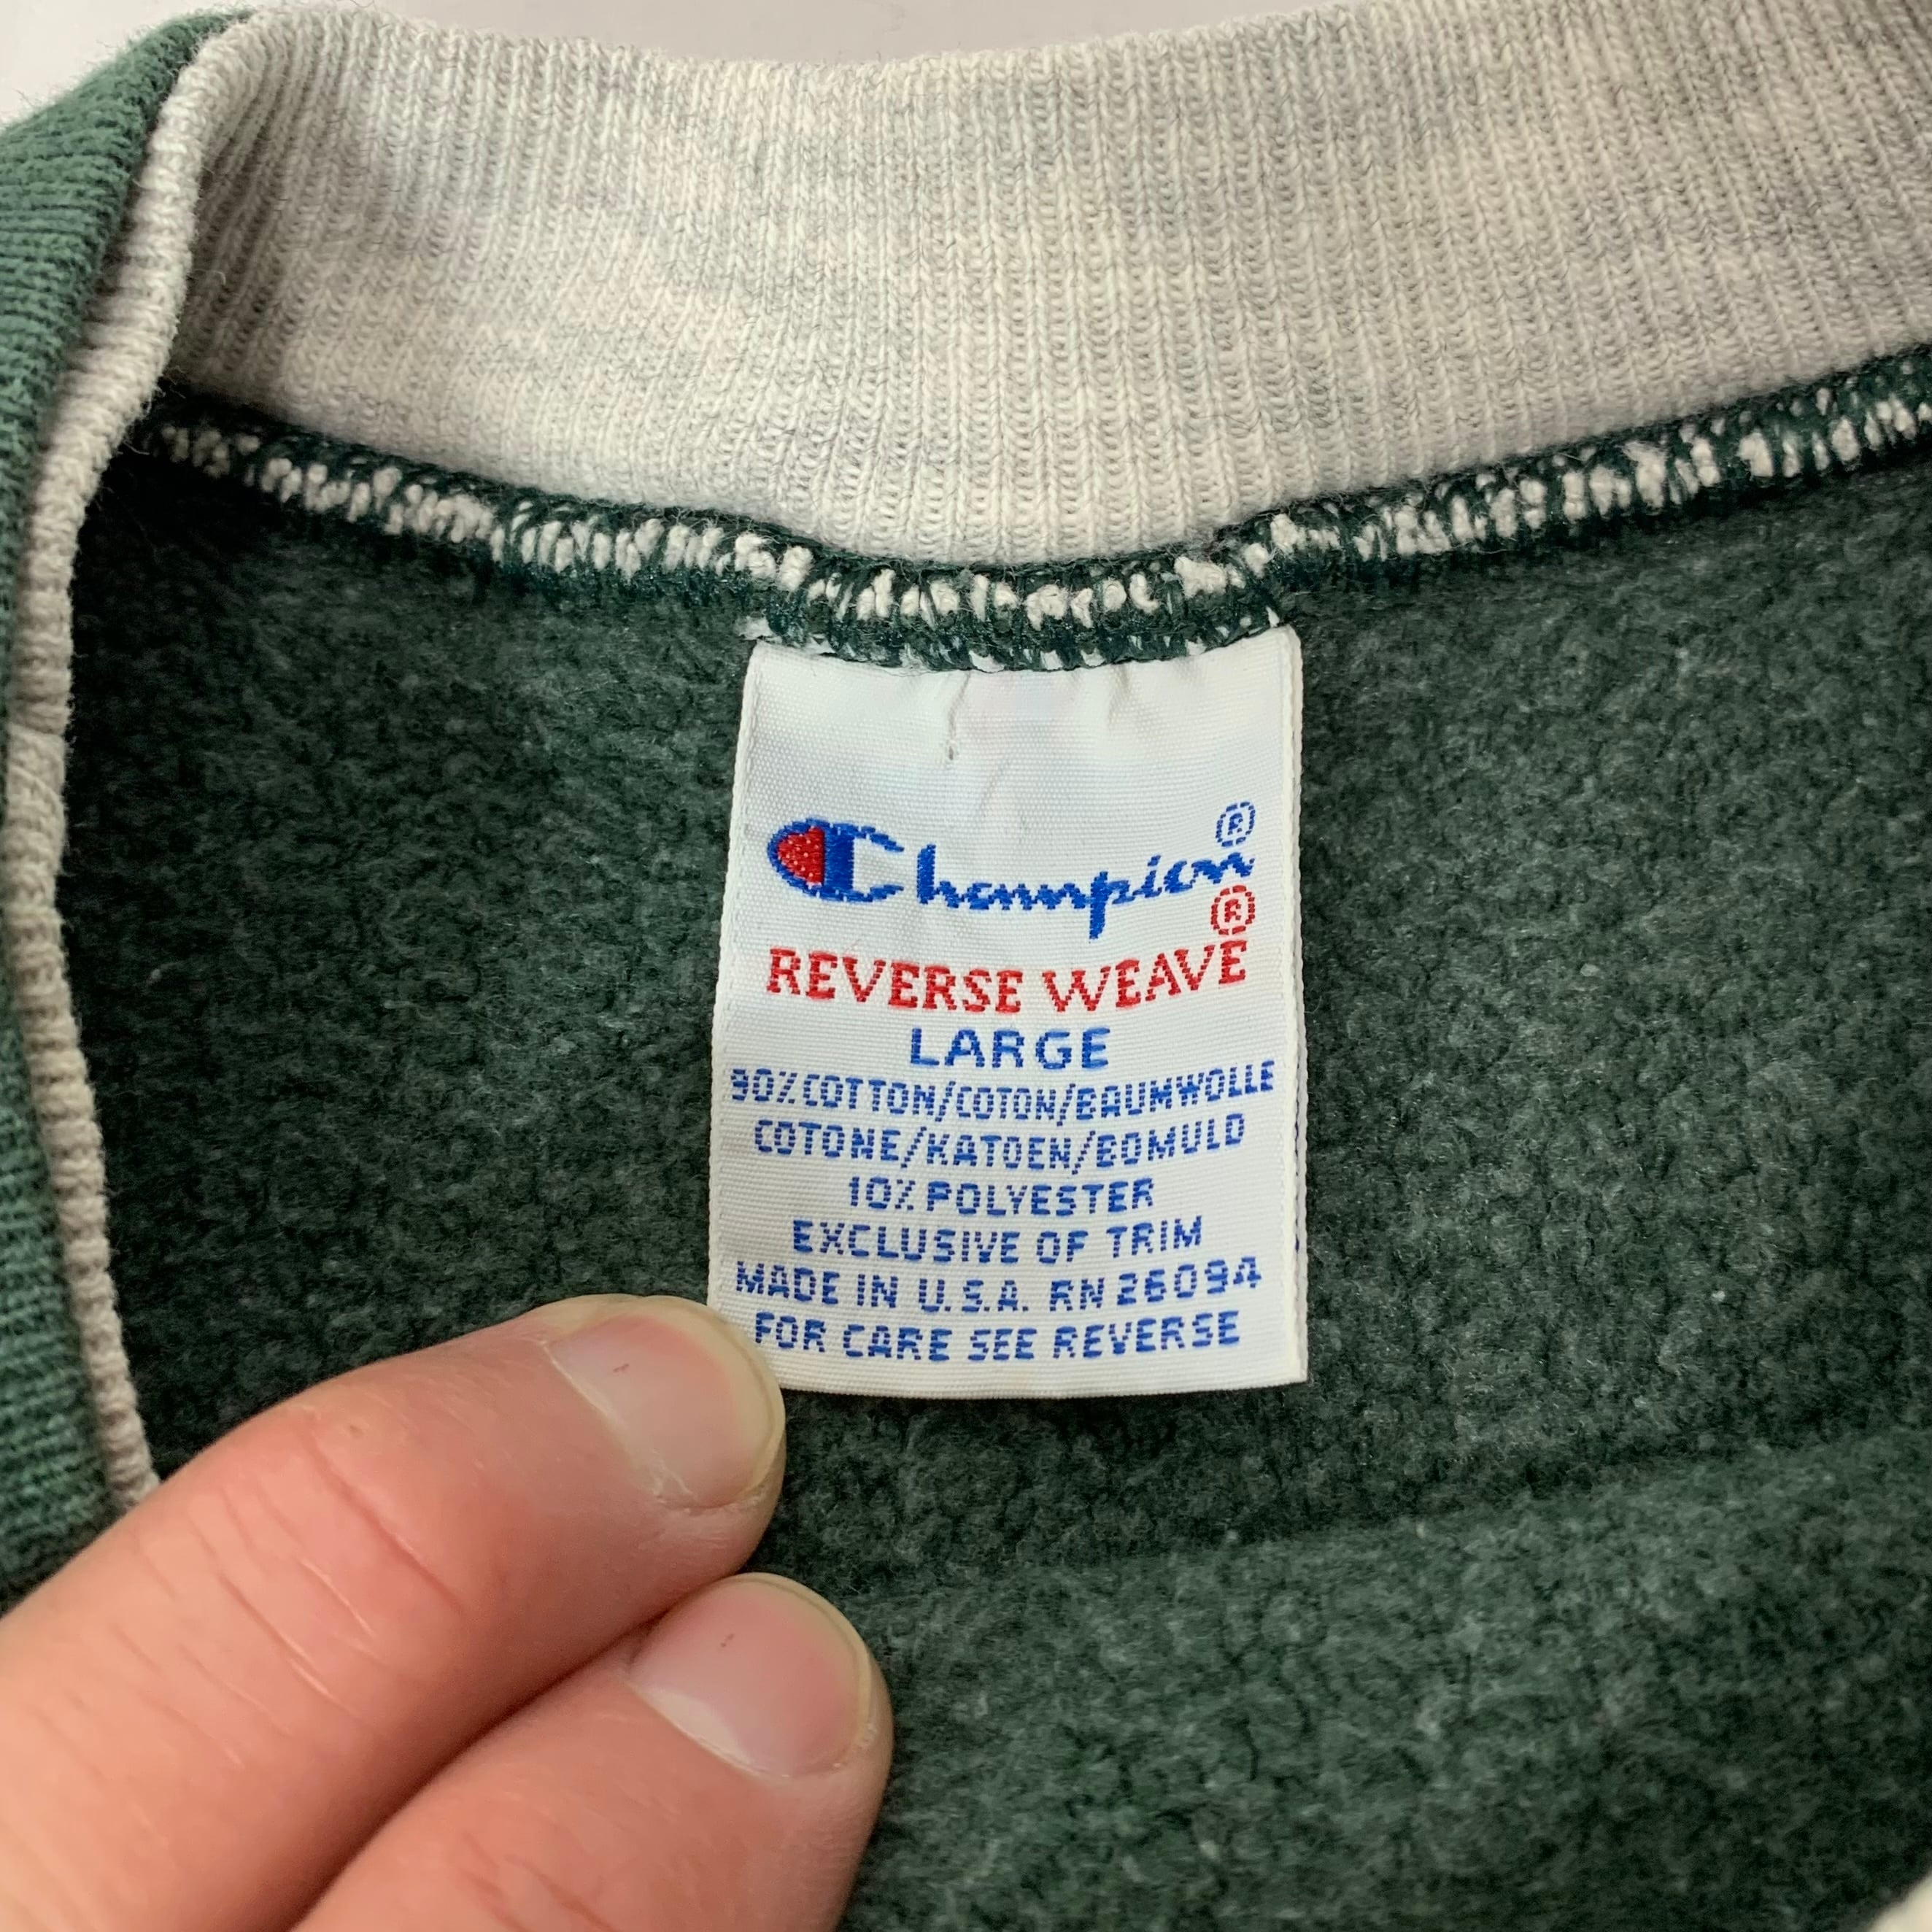 Champion®
REVERSE WEAVE®
LARGE
90% COTTON/COTON/BAUMWOLLE
COTONE/KATOEN/BOMULD
10% POLYESTER
EXCLUSIVE OF TRIM
MADE IN U.S.A. RN 26094
FOR CARE SEE REVERSE